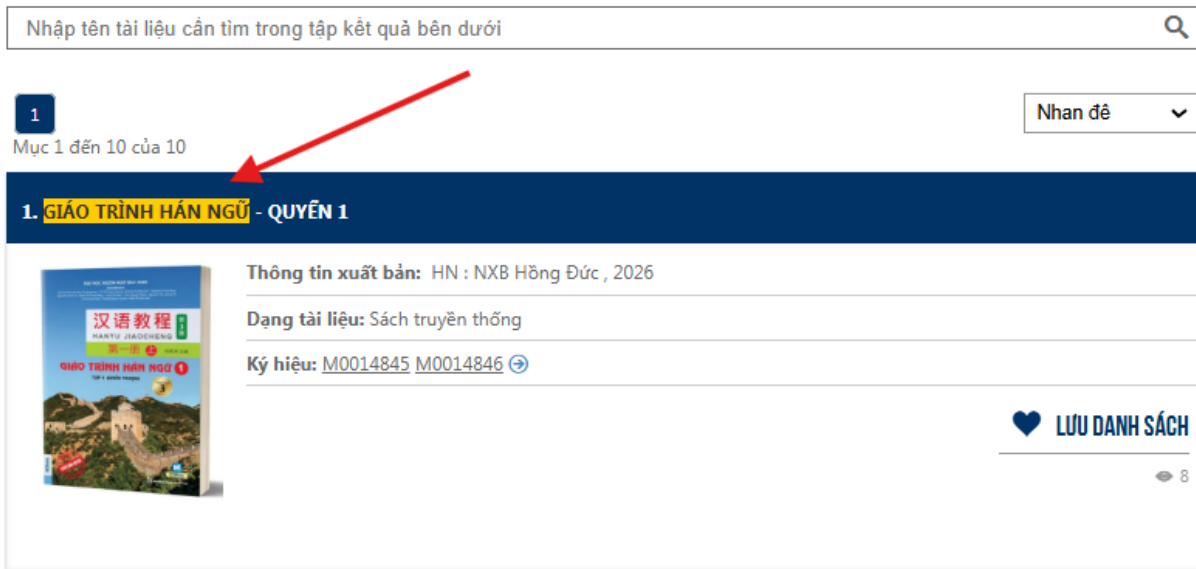 Nhập tên tài liệu cần tìm trong tập kết quả bên dưới
1
Nhan đề
Mục 1 đến 10 của 10
1. GIÁO TRÌNH HÁN NGỮ - QUYỂN 1
Thông tin xuất bản: HN : NXB Hồng Đức , 2026
Dạng tài liệu: Sách truyền thống
Ký hiệu: M0014845 M0014846
汉语教程
HANYU JIAOCHENG
第一册 上
GIÁO TRÌNH HÁN NGỮ 1
3
LƯU DANH SÁCH
8